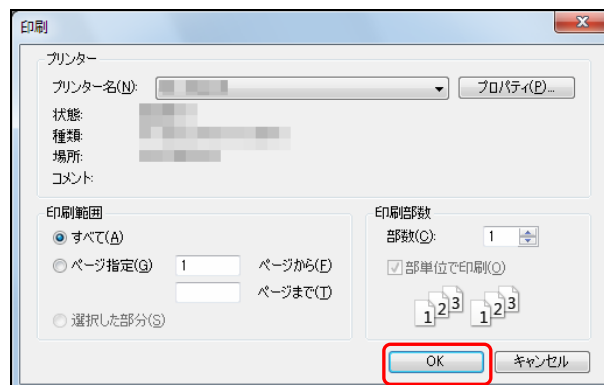 印刷
プリンター
プリンター名(N):
プロパティ(P)...
状態:
種類:
場所:
コメント:
印刷範囲
すべて(A)
ページ指定(G) 1 ページから(F)
ページまで(T)
選択した部分(S)
印刷部数
部数(C): 1
部単位で印刷(O)
1 2 3 1 2 3
OK キャンセル